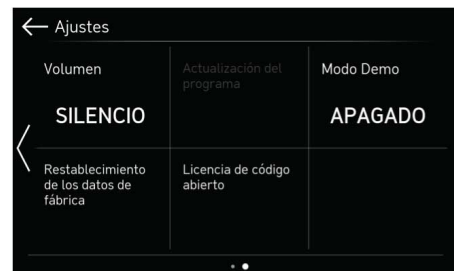 Ajustes
Volumen
SILENCIO
Actualización del
programa
Modo Demo
APAGADO
Restablecimiento
de los datos de
fábrica
Licencia de código
abierto